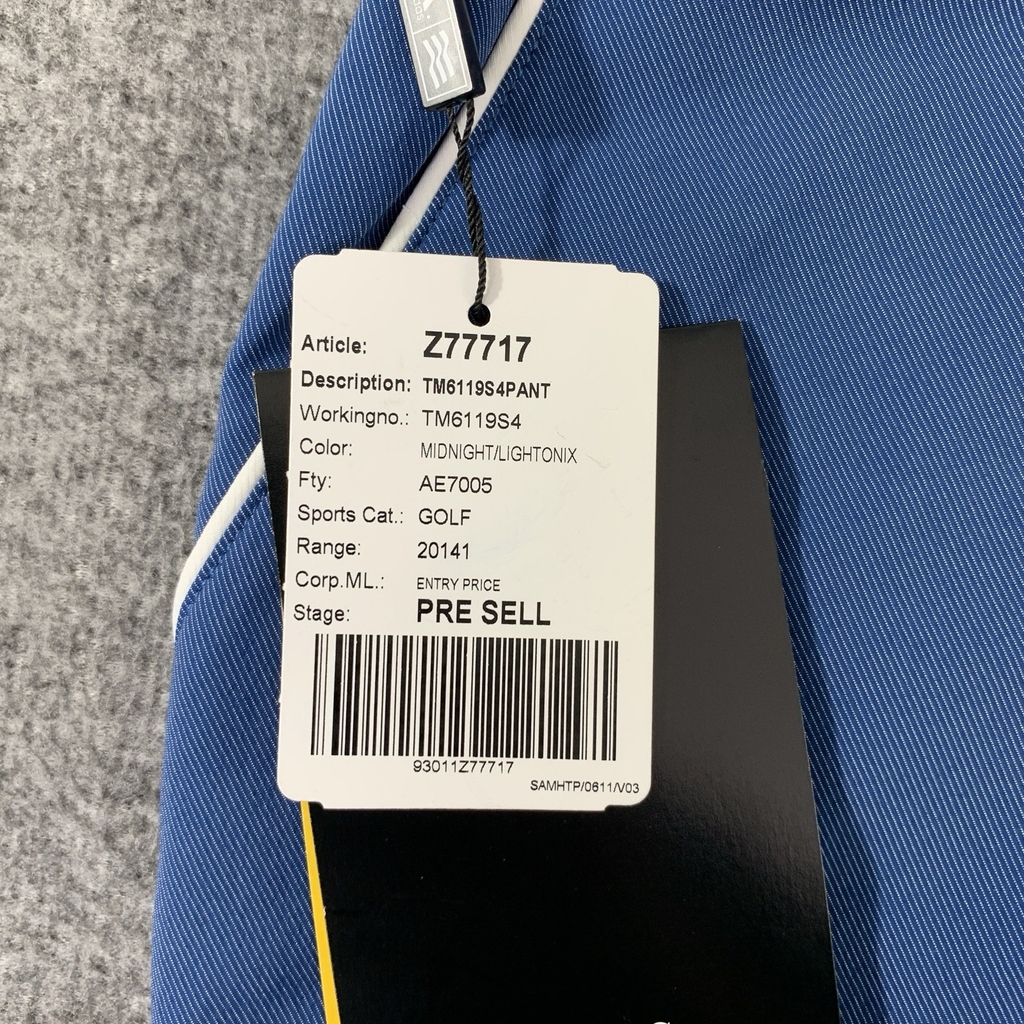 Article: Z77717
Description: TM6119S4PANT
Workingno.: TM6119S4
Color: MIDNIGHT/LIGHTONIX
Fty: AE7005
Sports Cat.: GOLF
Range: 20141
Corp.ML.: ENTRY PRICE
Stage: PRE SELL
93011Z77717
SAMHTP/0611/V03